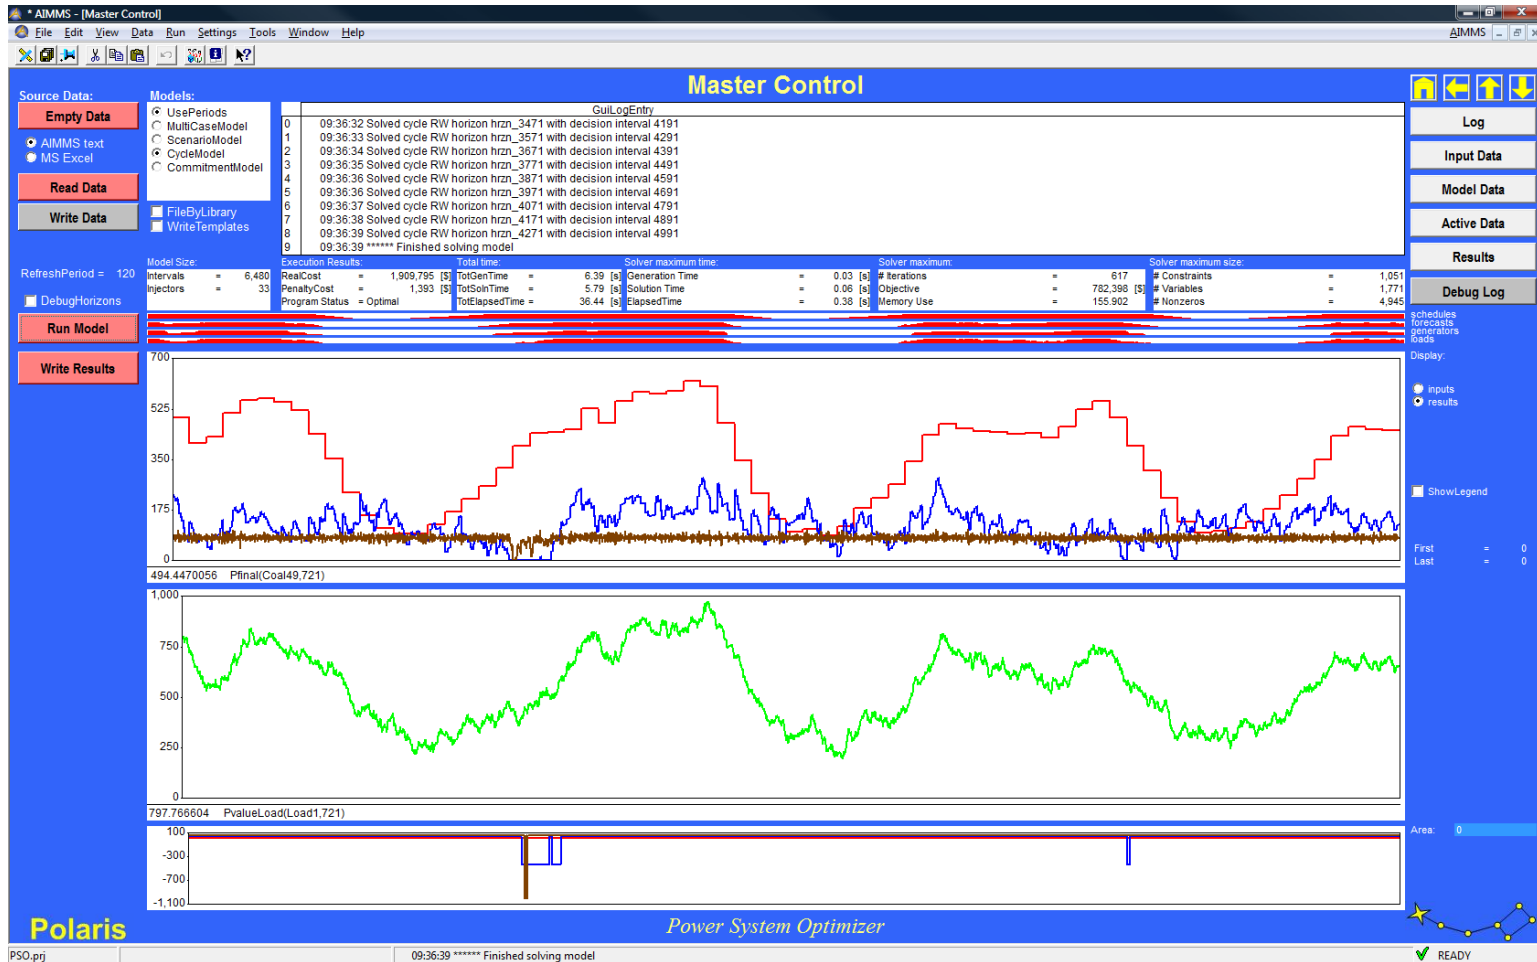 * AIMMS - [Master Control]
File Edit View Data Run Settings Tools Window Help AIMMS
Master Control
Source Data:
Empty Data
AIMMS text
MS Excel
Read Data
Write Data
RefreshPeriod = 120
DebugHorizons
Run Model
Write Results
Models:
UsePeriods
MultiCaseModel
ScenarioModel
CycleModel
CommitmentModel
FileByLibrary
WriteTemplates
GuiLogEntry
0 09:36:32 Solved cycle RW horizon hrzn_3471 with decision interval 4191
1 09:36:33 Solved cycle RW horizon hrzn_3571 with decision interval 4291
2 09:36:34 Solved cycle RW horizon hrzn_3671 with decision interval 4391
3 09:36:35 Solved cycle RW horizon hrzn_3771 with decision interval 4491
4 09:36:36 Solved cycle RW horizon hrzn_3871 with decision interval 4591
5 09:36:36 Solved cycle RW horizon hrzn_3971 with decision interval 4691
6 09:36:37 Solved cycle RW horizon hrzn_4071 with decision interval 4791
7 09:36:38 Solved cycle RW horizon hrzn_4171 with decision interval 4891
8 09:36:39 Solved cycle RW horizon hrzn_4271 with decision interval 4991
9 09:36:39 ****** Finished solving model
Model Size: Execution Results: Total time: Solver maximum time: Solver maximum: Solver maximum size:
Intervals = 6,480 RealCost = 1,909,795 [$] TotGenTime = 6.39 [s] Generation Time = 0.03 [s] # Iterations = 617 # Constraints = 1,051
Injectors = 33 PenaltyCost = 1,393 [$] TotSolnTime = 5.79 [s] Solution Time = 0.06 [s] Objective = 782,398 [$] # Variables = 1,771
Program Status = Optimal TotElapsedTime = 36.44 [s] ElapsedTime = 0.38 [s] Memory Use = 155.902 # Nonzeros = 4,945
Log
Input Data
Model Data
Active Data
Results
Debug Log
schedules
forecasts
generators
loads
Display:
inputs
results
ShowLegend
First = 0
Last = 0
700
525
350
175
0
494.4470056 Pfinal(Coal49,721)
1,000
750
500
250
0
797.766604 PvalueLoad(Load1,721)
100
-300
-700
-1,100
Area: 0
Polaris
Power System Optimizer
PSO.prj 09:36:39 ****** Finished solving model READY